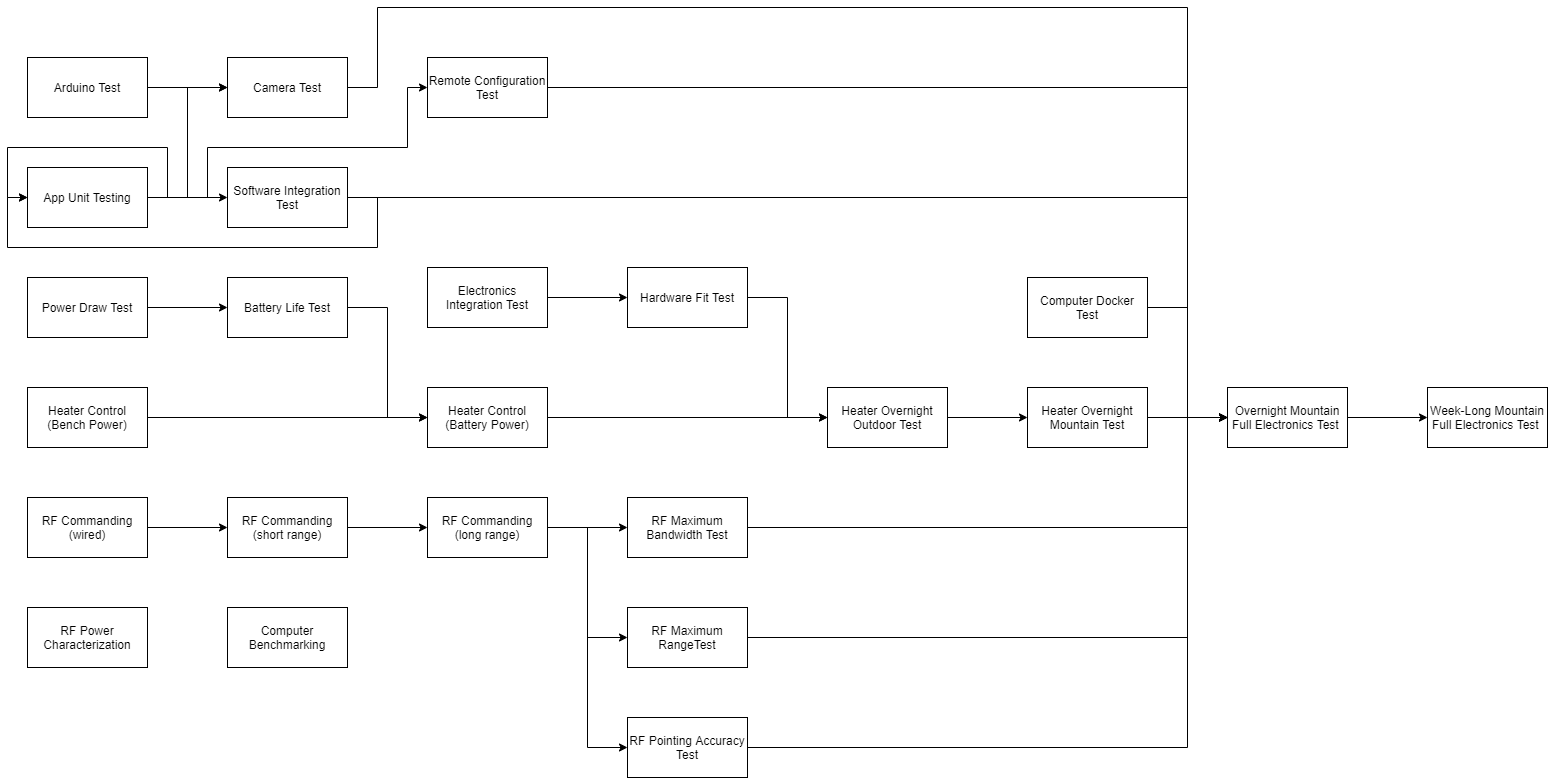 Arduino Test
Camera Test
Remote Configuration
Test
App Unit Testing
Software Integration
Test
Power Draw Test
Battery Life Test
Electronics
Integration Test
Hardware Fit Test
Computer Docker
Test
Heater Control
(Bench Power)
Heater Control
(Battery Power)
Heater Overnight
Outdoor Test
Heater Overnight
Mountain Test
Overnight Mountain
Full Electronics Test
Week-Long Mountain
Full Electronics Test
RF Commanding
(wired)
RF Commanding
(short range)
RF Commanding
(long range)
RF Maximum
Bandwidth Test
RF Power
Characterization
Computer
Benchmarking
RF Maximum
RangeTest
RF Pointing Accuracy
Test